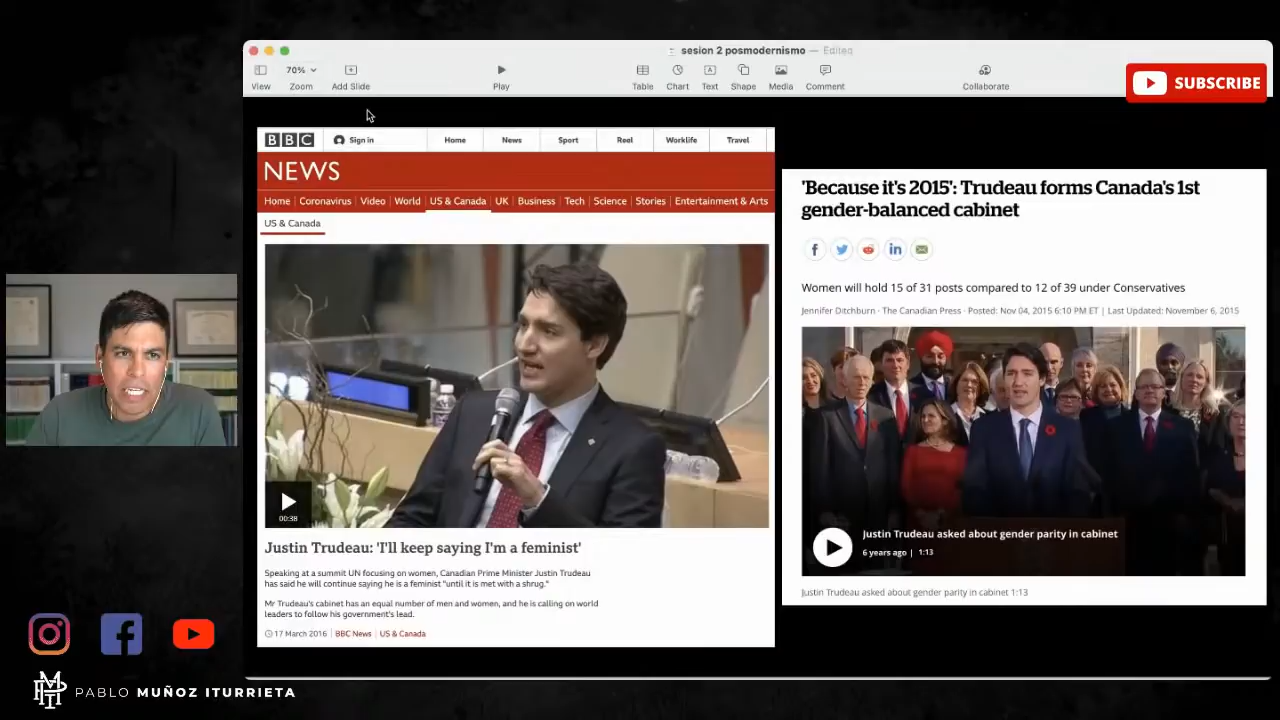 sesion 2 posmodernismo — Edited
70%
View Zoom Add Slide Play Table Chart Text Shape Media Comment Collaborate
SUBSCRIBE
BBC Sign in Home News Sport Reel Worklife Travel
NEWS
Home Coronavirus Video World US & Canada UK Business Tech Science Stories Entertainment & Arts
US & Canada
00:38
Justin Trudeau: 'I'll keep saying I'm a feminist'
Speaking at a summit UN focusing on women, Canadian Prime Minister Justin Trudeau
has said he will continue saying he is a feminist "until it is met with a shrug."
Mr Trudeau's cabinet has an equal number of men and women, and he is calling on world
leaders to follow his government's lead.
17 March 2016 | BBC News | US & Canada
'Because it's 2015': Trudeau forms Canada's 1st
gender-balanced cabinet
Women will hold 15 of 31 posts compared to 12 of 39 under Conservatives
Jennifer Ditchburn · The Canadian Press · Posted: Nov 04, 2015 6:10 PM ET | Last Updated: November 6, 2015
Justin Trudeau asked about gender parity in cabinet
6 years ago | 1:13
Justin Trudeau asked about gender parity in cabinet 1:13
PABLO MUÑOZ ITURRIETA